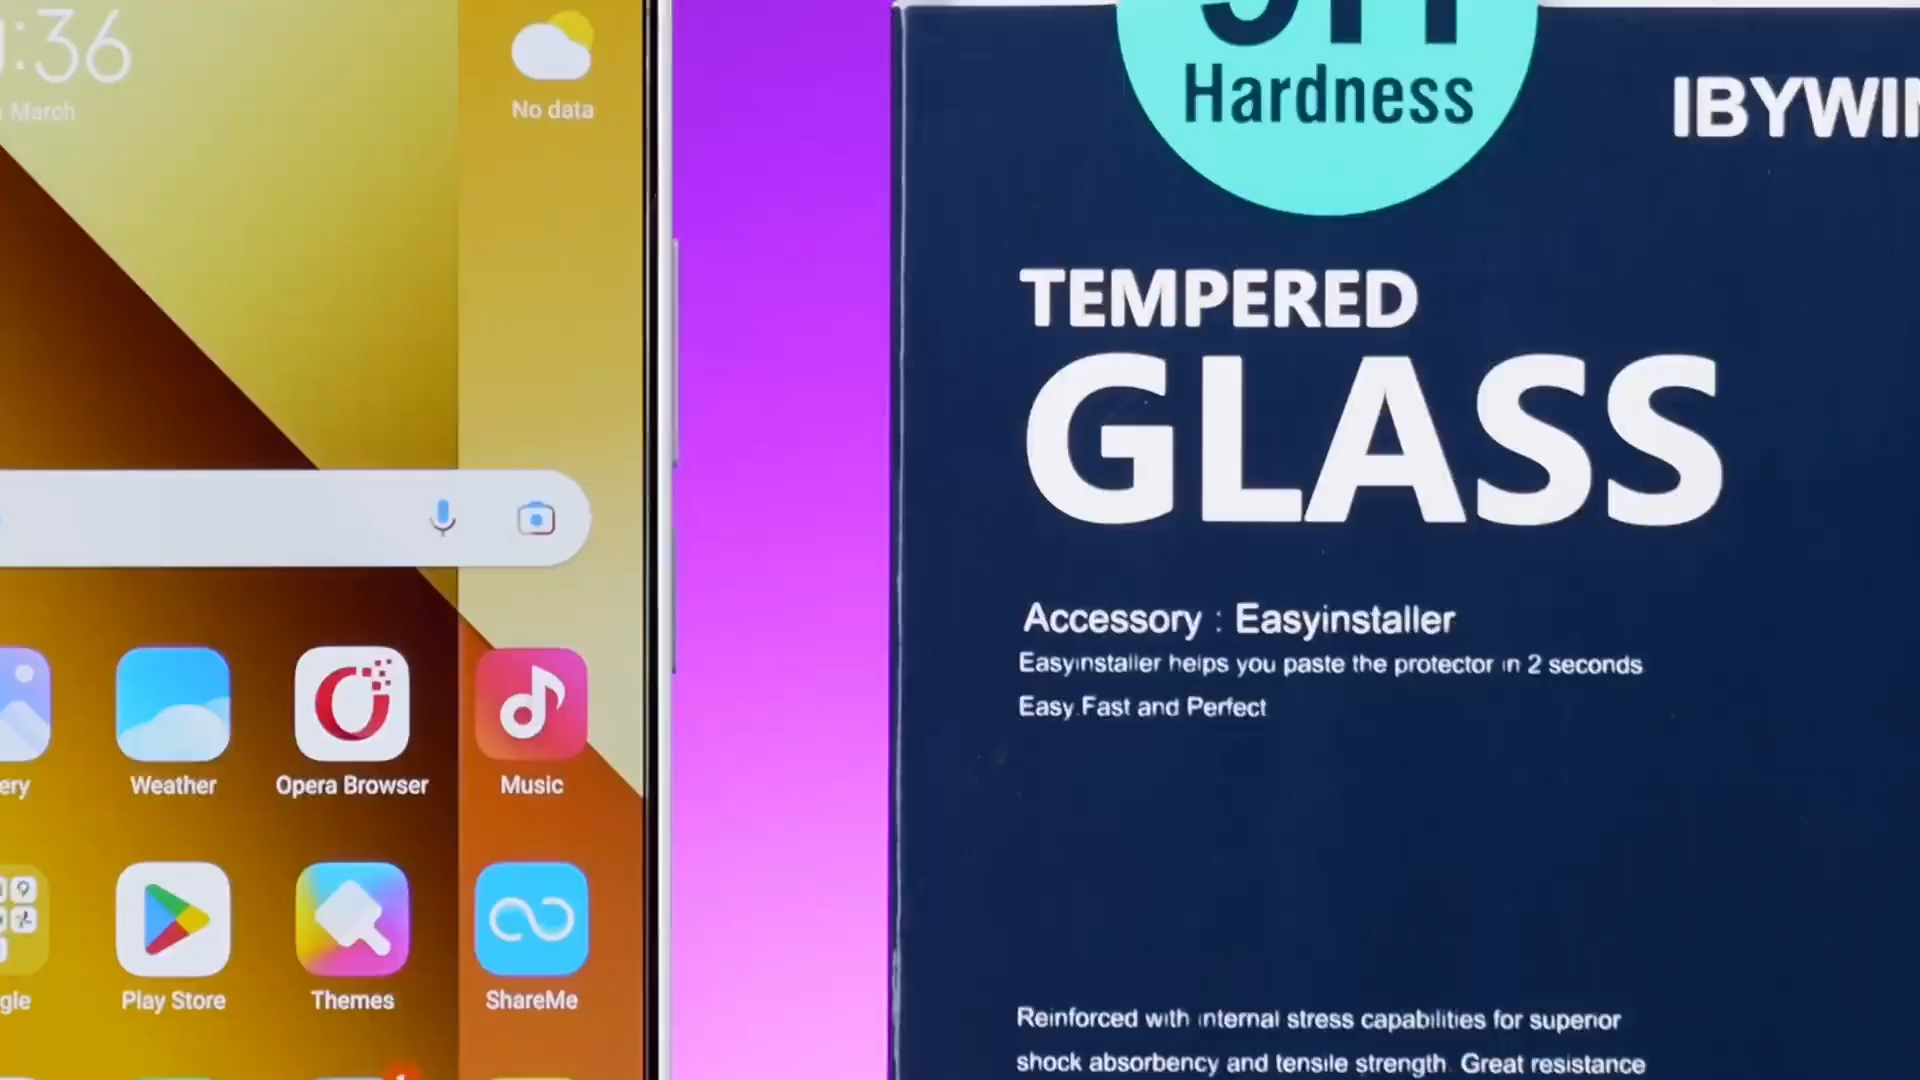 :36
March
No data
Weather
Opera Browser
Music
Play Store
Themes
ShareMe
Hardness
IBYWIN
TEMPERED
GLASS
Accessory : Easyinstaller
Easyinstaller helps you paste the protector in 2 seconds
Easy.Fast and Perfect
Reinforced with internal stress capabilities for superior
shock absorbency and tensile strength. Great resistance